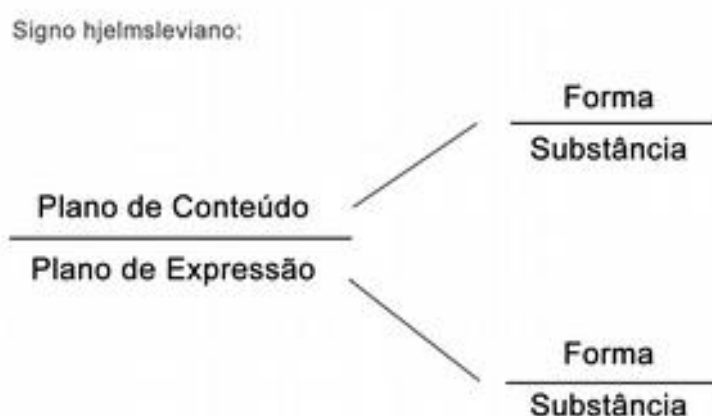 Signo hjelmsleviano:
Forma
Substância
Plano de Conteúdo
Plano de Expressão
Forma
Substância